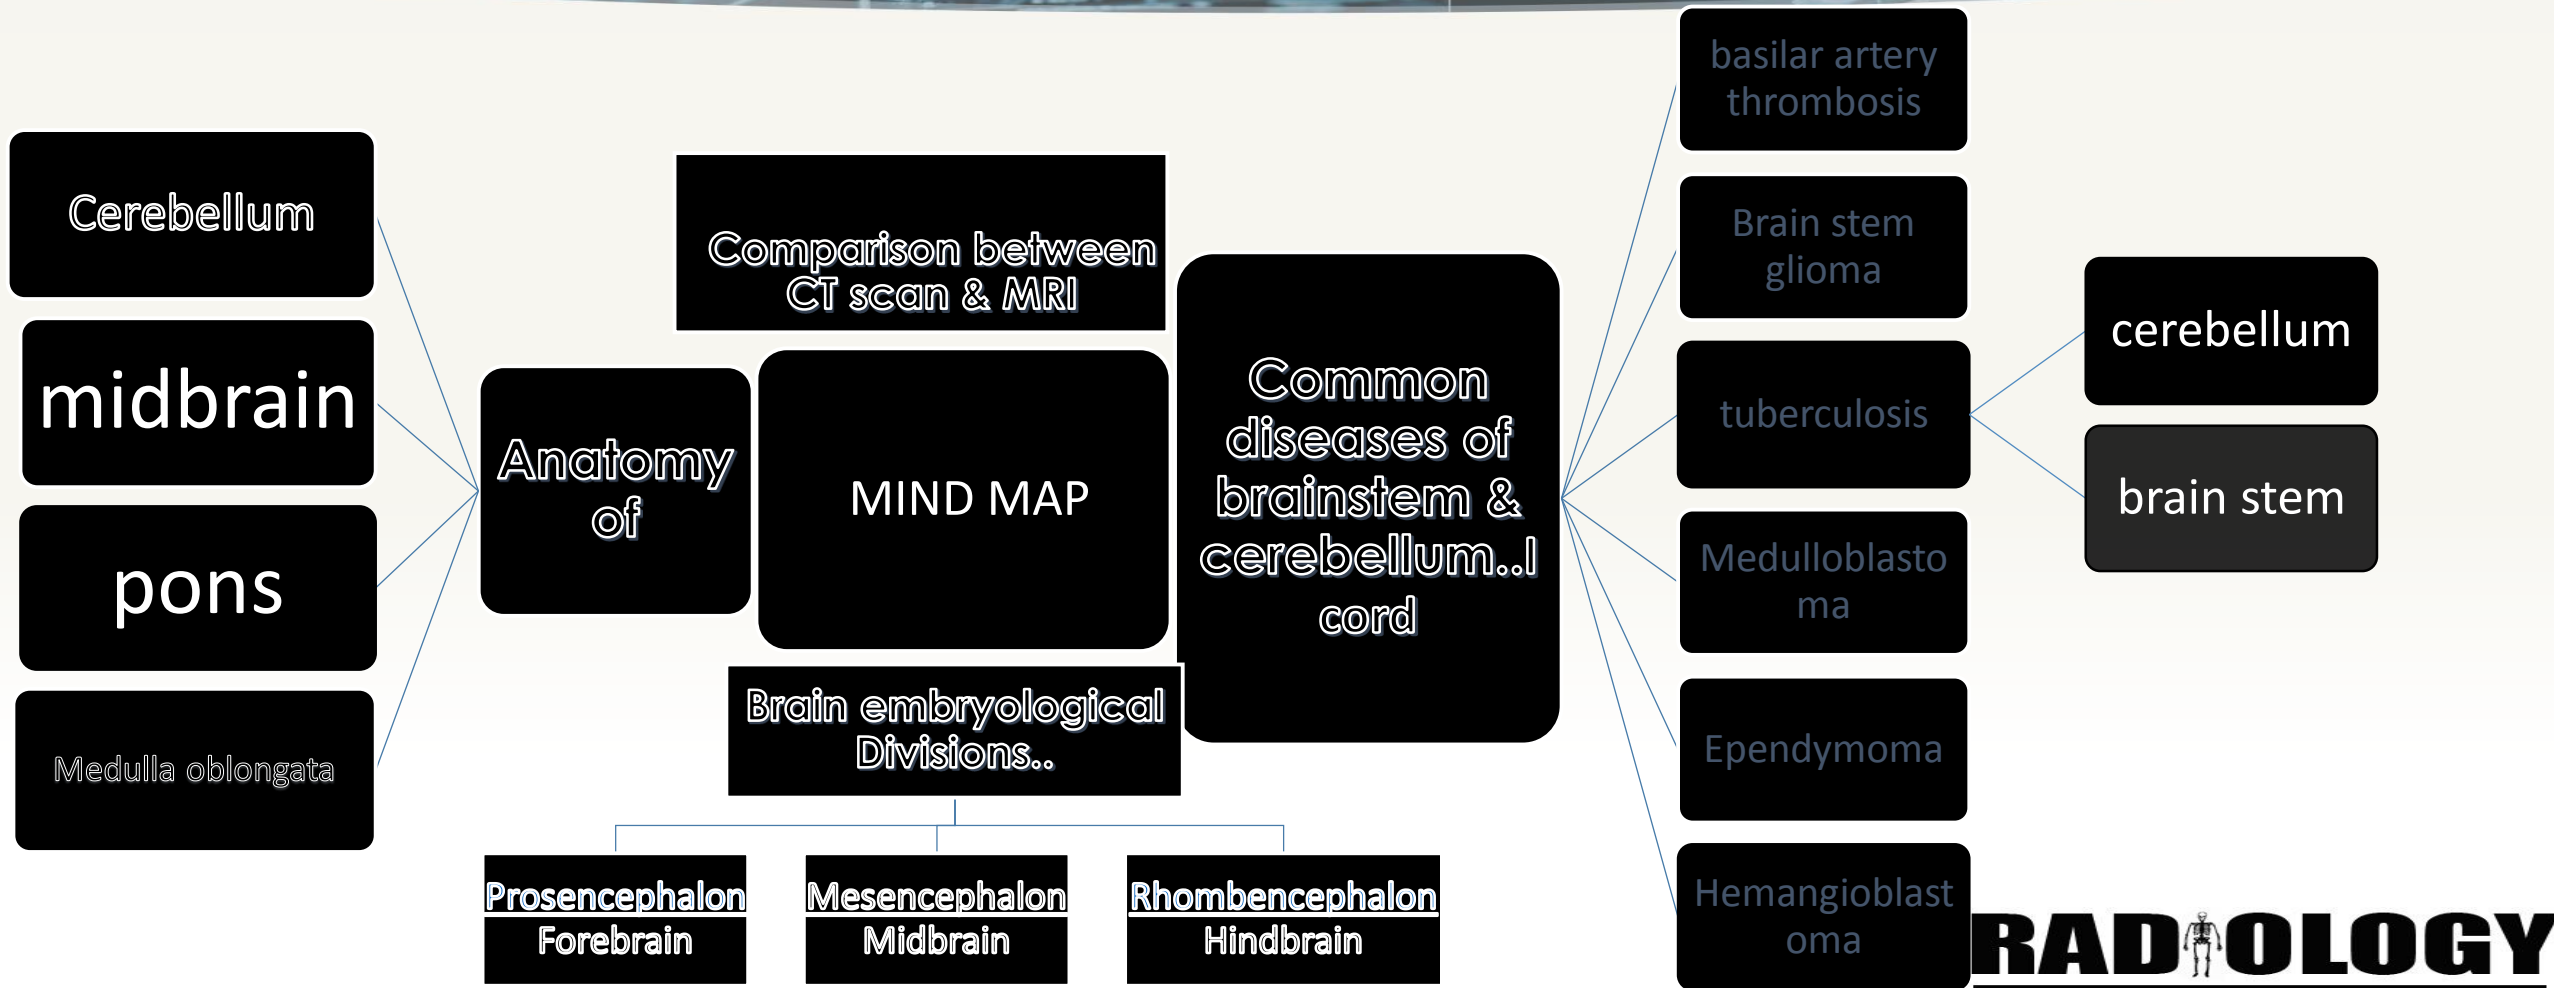 Cerebellum
midbrain
pons
Medulla oblongata
Anatomy
of
Comparison between
CT scan & MRI
MIND MAP
Brain embryological
Divisions..
Prosencephalon
Forebrain
Mesencephalon
Midbrain
Rhombencephalon
Hindbrain
Common
diseases of
brainstem &
cerebellum..l
cord
basilar artery
thrombosis
Brain stem
glioma
tuberculosis
Medulloblasto
ma
Ependymoma
Hemangioblast
oma
cerebellum
brain stem
RADIOLOGY